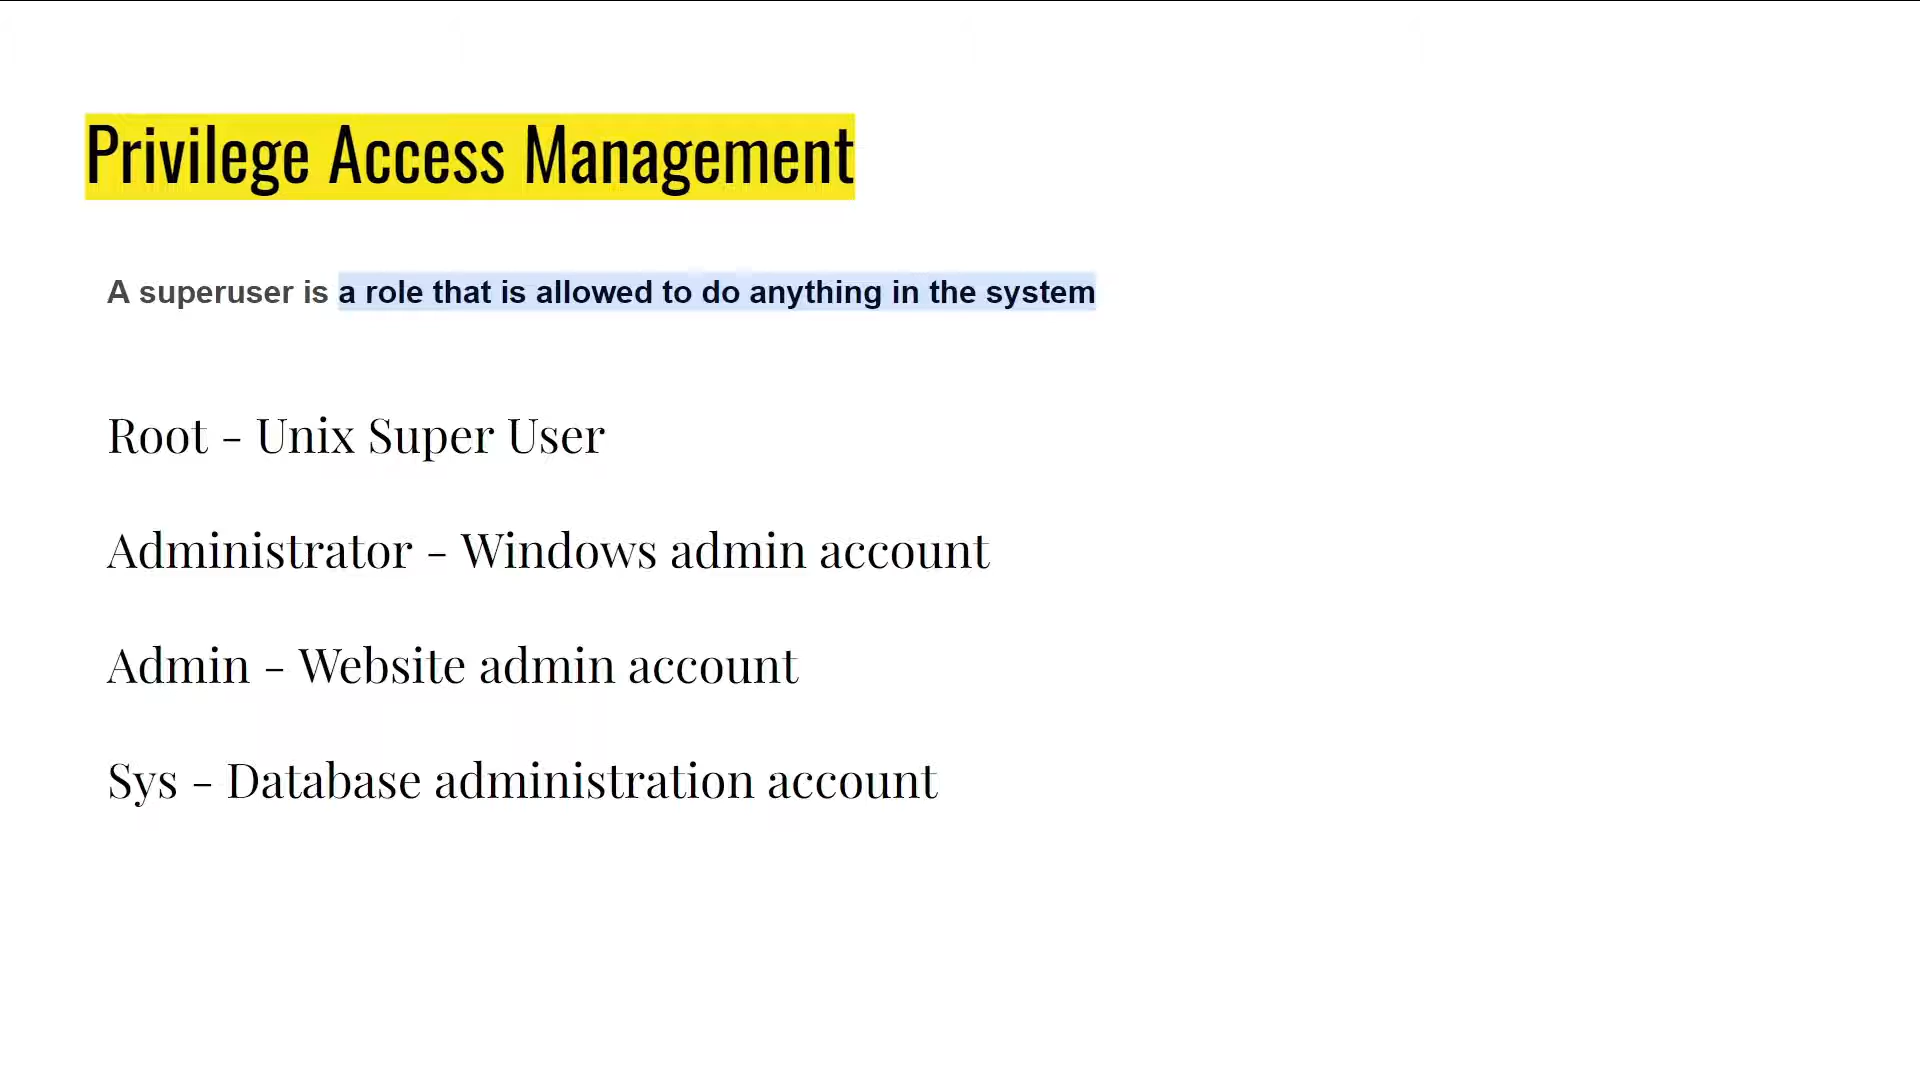 Privilege Access Management
A superuser is a role that is allowed to do anything in the system
Root - Unix Super User
Administrator - Windows admin account
Admin - Website admin account
Sys - Database administration account